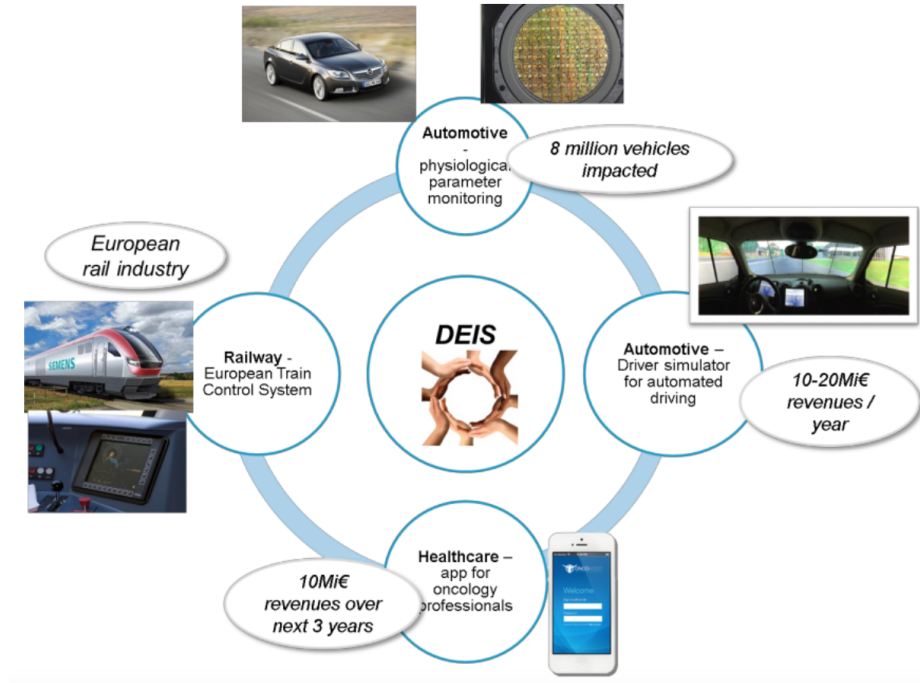 Automotive
-
physiological
parameter
monitoring
8 million vehicles
impacted
European
rail industry
SIEMENS
Railway -
European Train
Control System
DEIS
Automotive –
Driver simulator
for automated
driving
10-20Mi€
revenues /
year
Healthcare –
app for
oncology
professionals
10Mi€
revenues over
next 3 years
Welcome